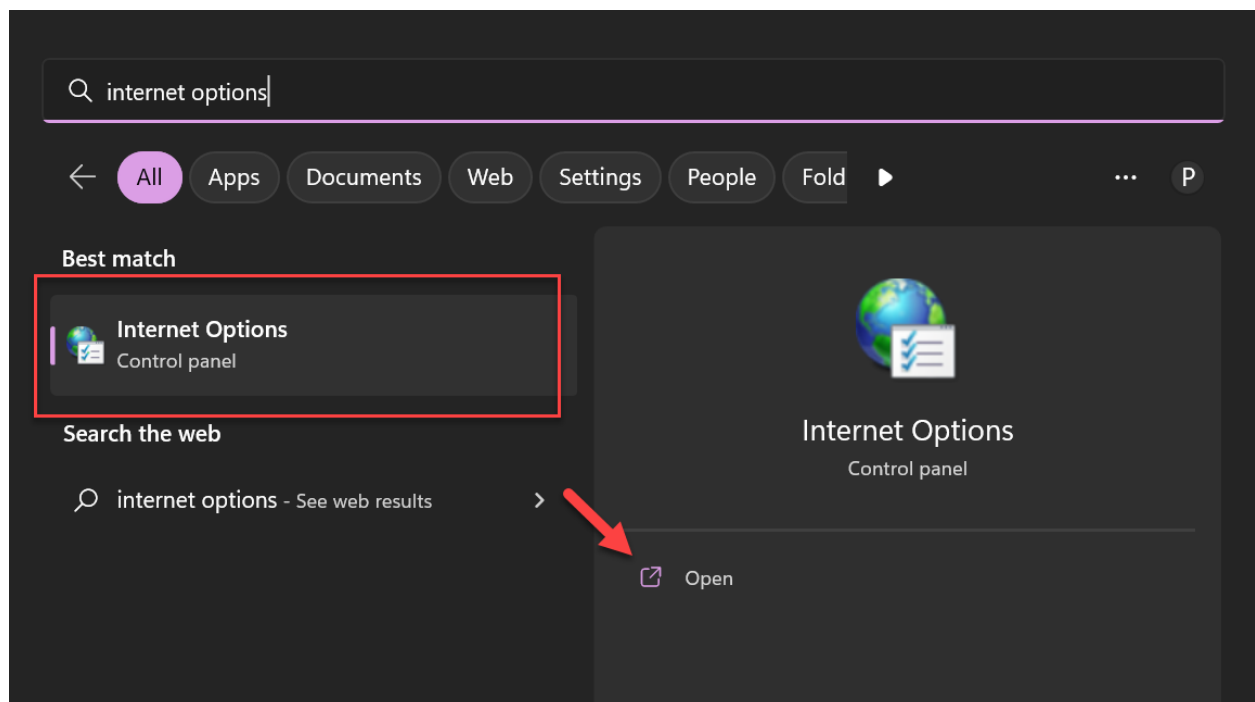 internet options
All Apps Documents Web Settings People Fold ... P
Best match
Internet Options
Control panel
Search the web
internet options - See web results
Internet Options
Control panel
Open